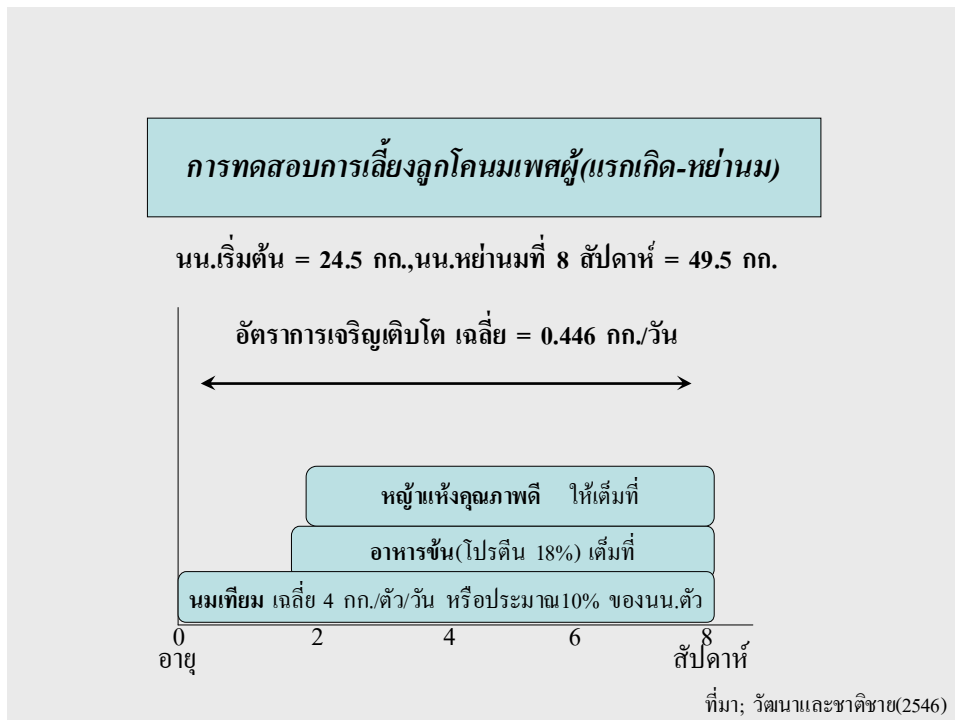 การทดสอบการเลี้ยงลูกโคนมเพศผู้(แรกเกิด-หย่านม)
นน.เริ่มต้น = 24.5 กก.,นน.หย่านมที่ 8 สัปดาห์ = 49.5 กก.
อัตราการเจริญเติบโต เฉลี่ย = 0.446 กก./วัน
หญ้าแห้งคุณภาพดี ให้เต็มที่
อาหารข้น(โปรตีน 18%) เต็มที่
นมเทียม เฉลี่ย 4 กก./ตัว/วัน หรือประมาณ10% ของนน.ตัว
0 2 4 6 8
อายุ สัปดาห์
ที่มา; วัฒนาและชาติชาย(2546)